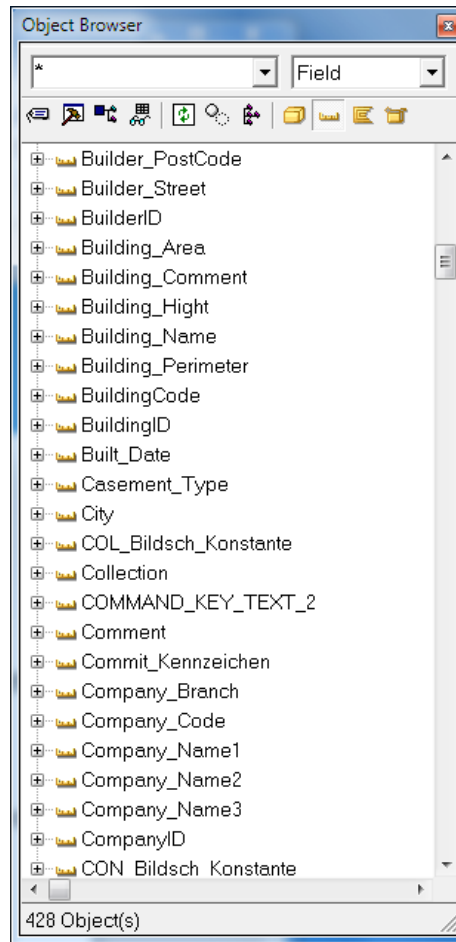 Object Browser
* Field
Builder_PostCode
Builder_Street
BuilderID
Building_Area
Building_Comment
Building_Hight
Building_Name
Building_Perimeter
BuildingCode
BuildingID
Built_Date
Casement_Type
City
COL_Bildsch_Konstante
Collection
COMMAND_KEY_TEXT_2
Comment
Commit_Kennzeichen
Company_Branch
Company_Code
Company_Name1
Company_Name2
Company_Name3
CompanyID
CON_Bildsch_Konstante
428 Object(s)